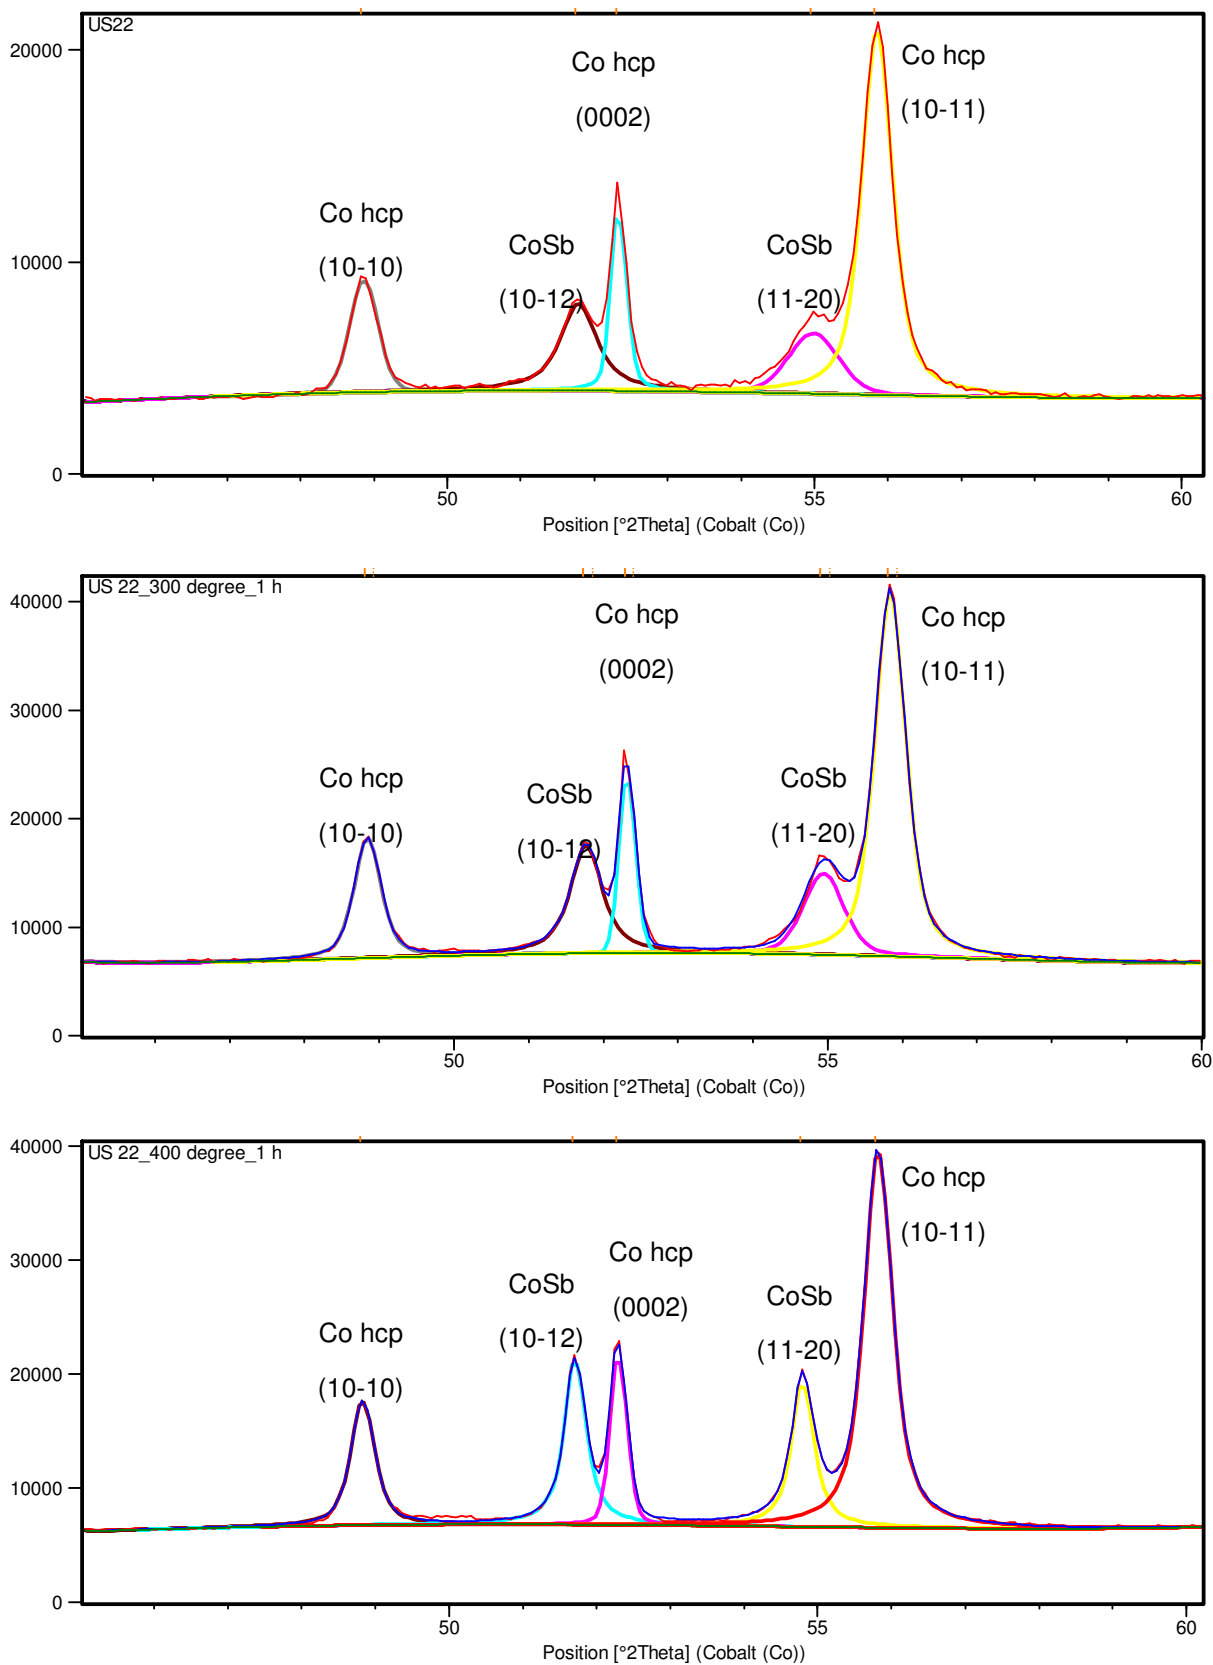 US22
20000
Co hcp
(0002)
Co hcp
(10-11)
Co hcp
(10-10)
CoSb
(10-12)
CoSb
(11-20)
10000
0
50
55
60
Position [°2Theta] (Cobalt (Co))
US 22_300 degree_1 h
40000
Co hcp
(0002)
Co hcp
(10-11)
30000
Co hcp
(10-10)
CoSb
(10-12)
CoSb
(11-20)
20000
10000
0
50
55
60
Position [°2Theta] (Cobalt (Co))
US 22_400 degree_1 h
40000
Co hcp
(10-11)
30000
Co hcp
(0002)
CoSb
(10-12)
CoSb
(11-20)
Co hcp
(10-10)
20000
10000
0
50
55
60
Position [°2Theta] (Cobalt (Co))